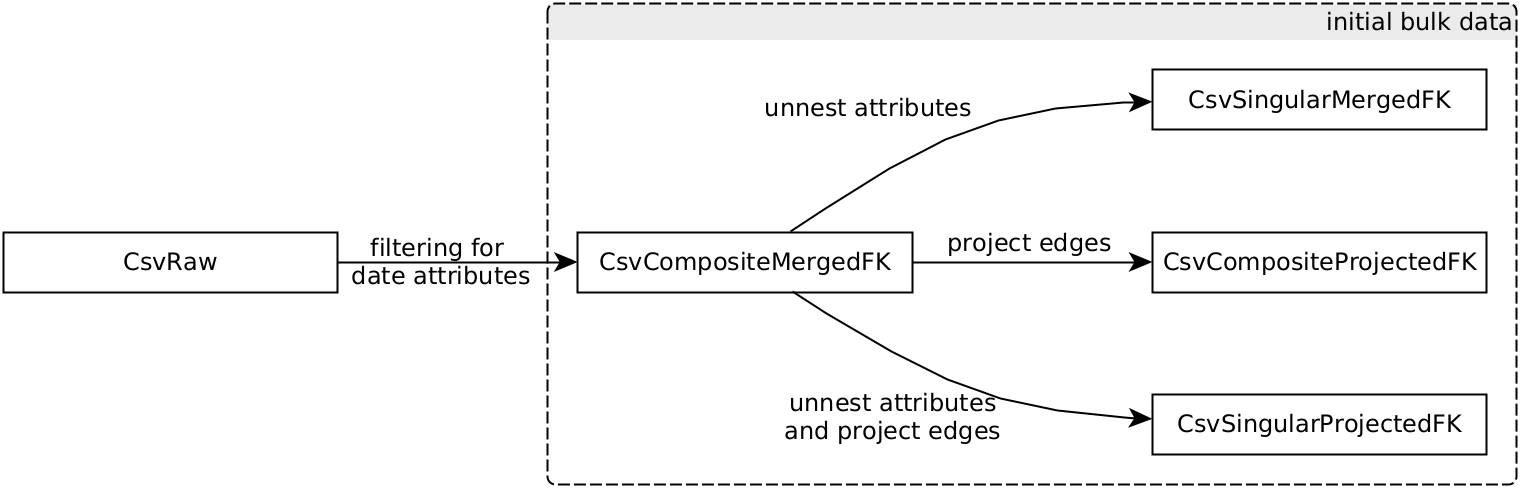 initial bulk data
CsvSingularMergedFK
unnest attributes
CsvRaw
filtering for
date attributes
CsvCompositeMergedFK
project edges
CsvCompositeProjectedFK
unnest attributes
and project edges
CsvSingularProjectedFK